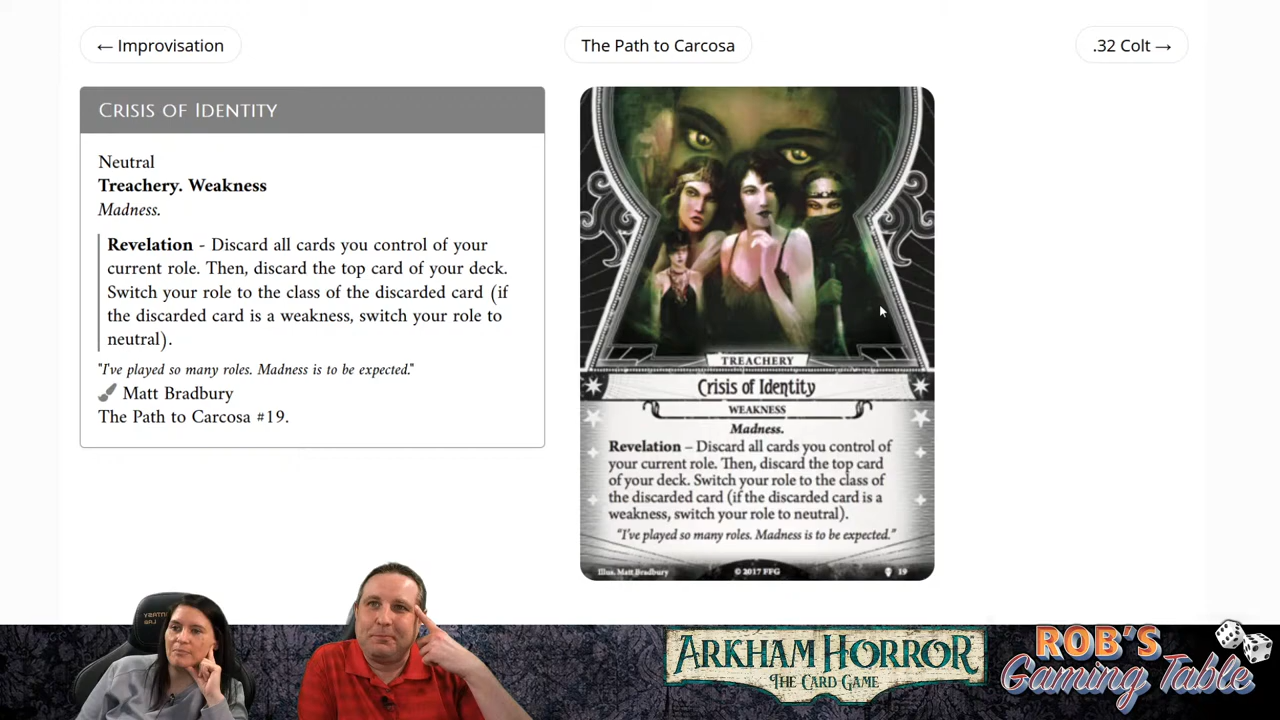 ← Improvisation
The Path to Carcosa
.32 Colt →
Crisis of Identity
Neutral
Treachery. Weakness
Madness.
Revelation - Discard all cards you control of your
current role. Then, discard the top card of your deck.
Switch your role to the class of the discarded card (if
the discarded card is a weakness, switch your role to
neutral).
"I've played so many roles. Madness is to be expected."
Matt Bradbury
The Path to Carcosa #19.
TREACHERY
Crisis of Identity
WEAKNESS
Madness.
Revelation – Discard all cards you control of
your current role. Then, discard the top card
of your deck. Switch your role to the class of
the discarded card (if the discarded card is a
weakness, switch your role to neutral).
"I've played so many roles. Madness is to be expected."
Illus. Matt Bradbury
© 2017 FFG
19
ARKHAM HORROR
THE CARD GAME
ROB'S
Gaming Table